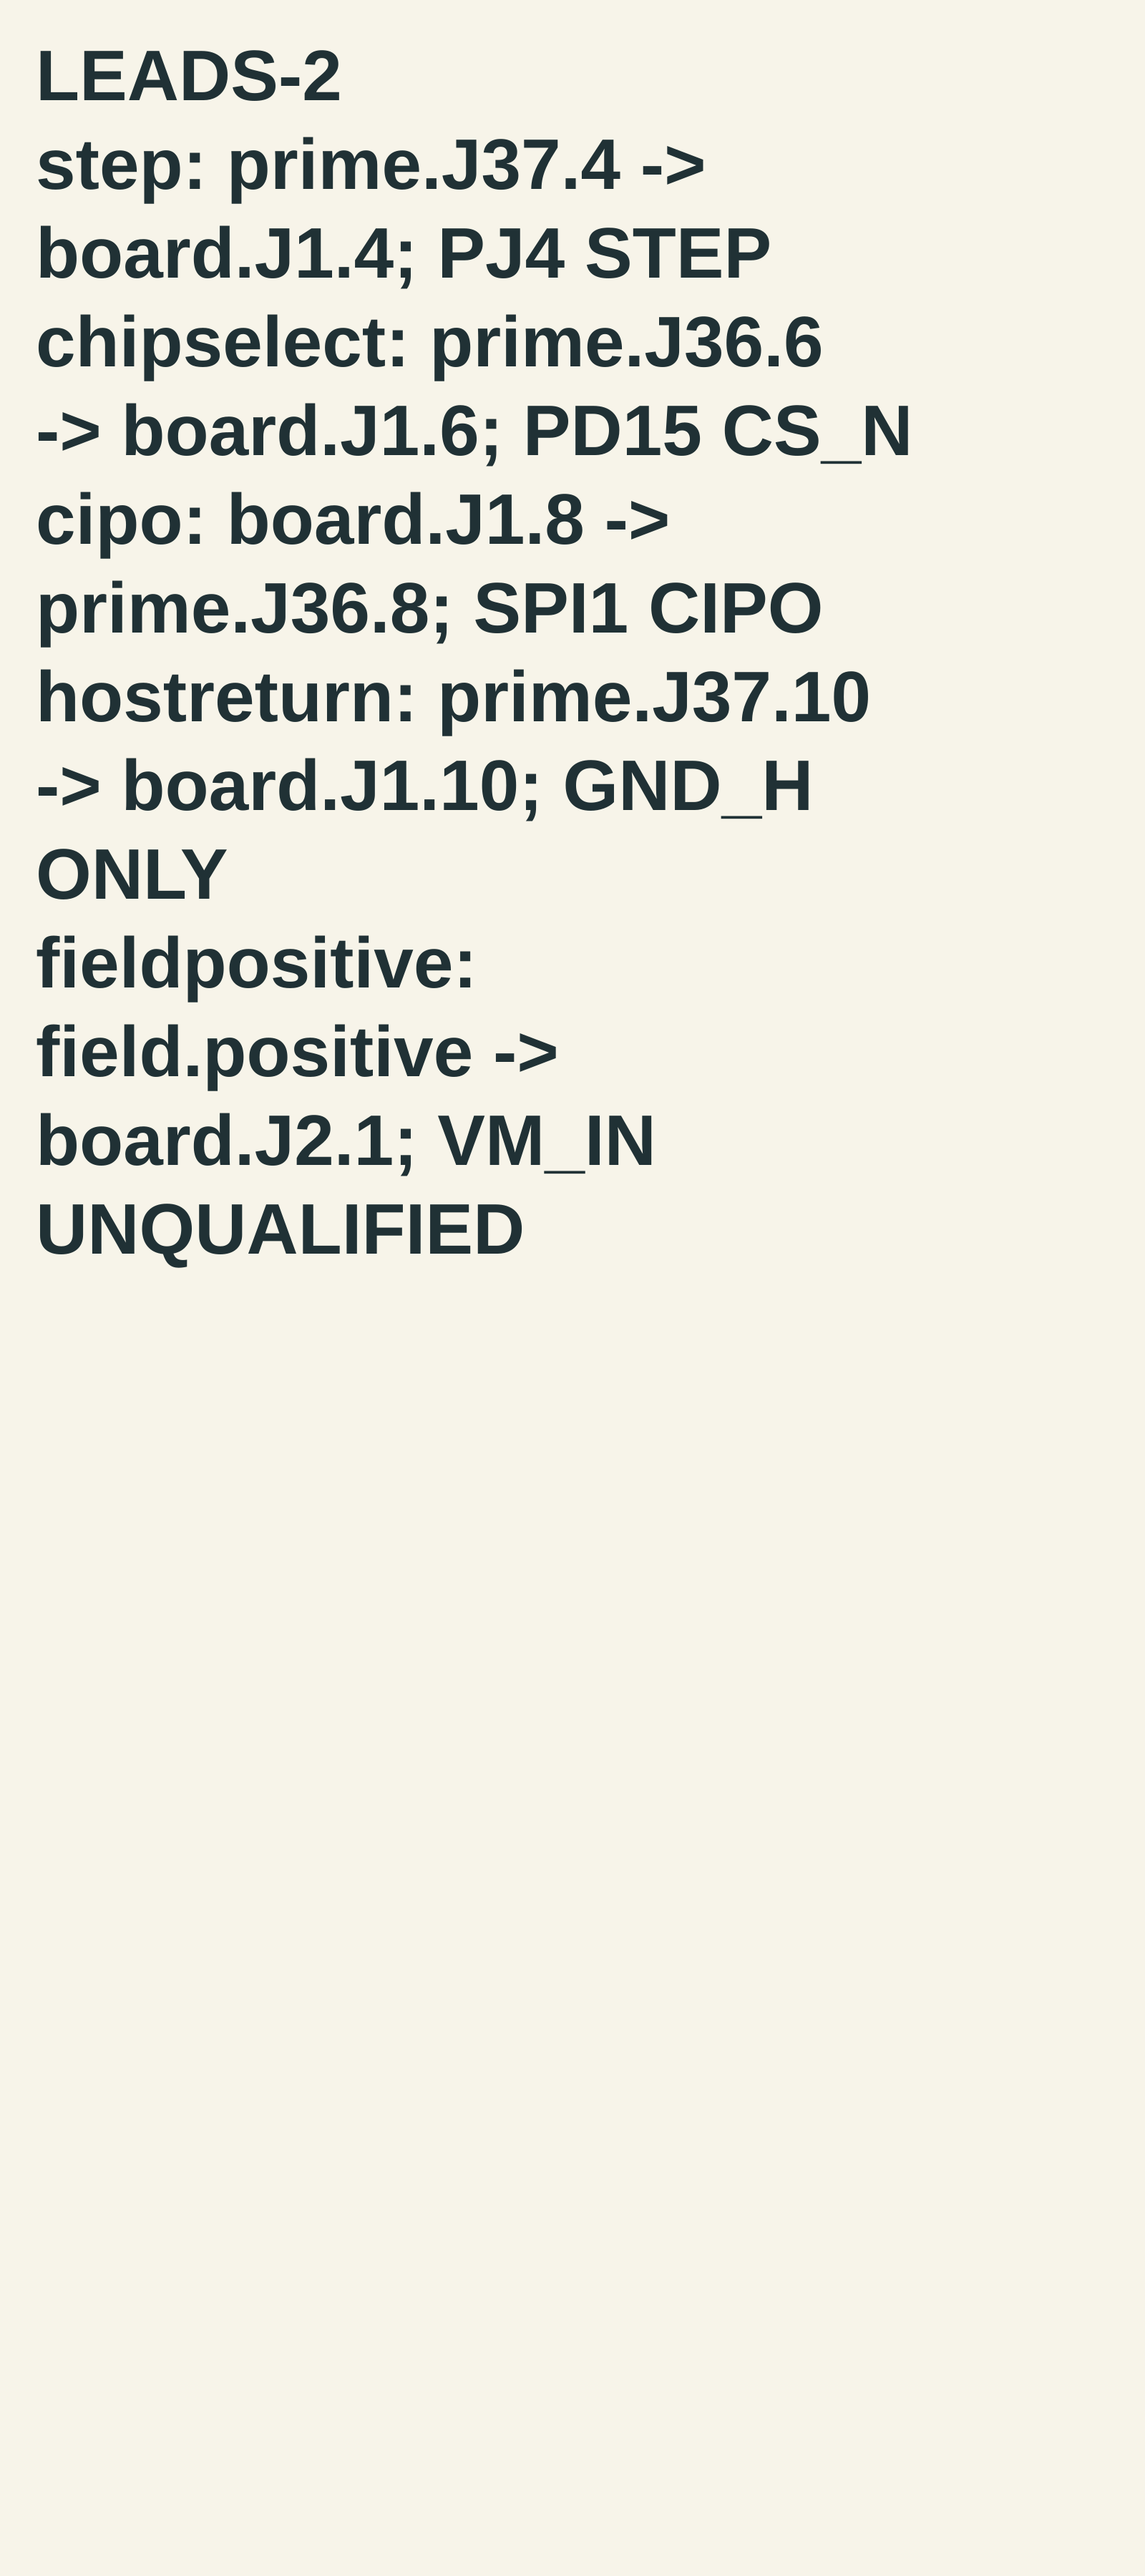 LEADS-2
step: prime.J37.4 ->
board.J1.4; PJ4 STEP
chipselect: prime.J36.6
-> board.J1.6; PD15 CS_N
cipo: board.J1.8 ->
prime.J36.8; SPI1 CIPO
hostreturn: prime.J37.10
-> board.J1.10; GND_H
ONLY
fieldpositive:
field.positive ->
board.J2.1; VM_IN
UNQUALIFIED